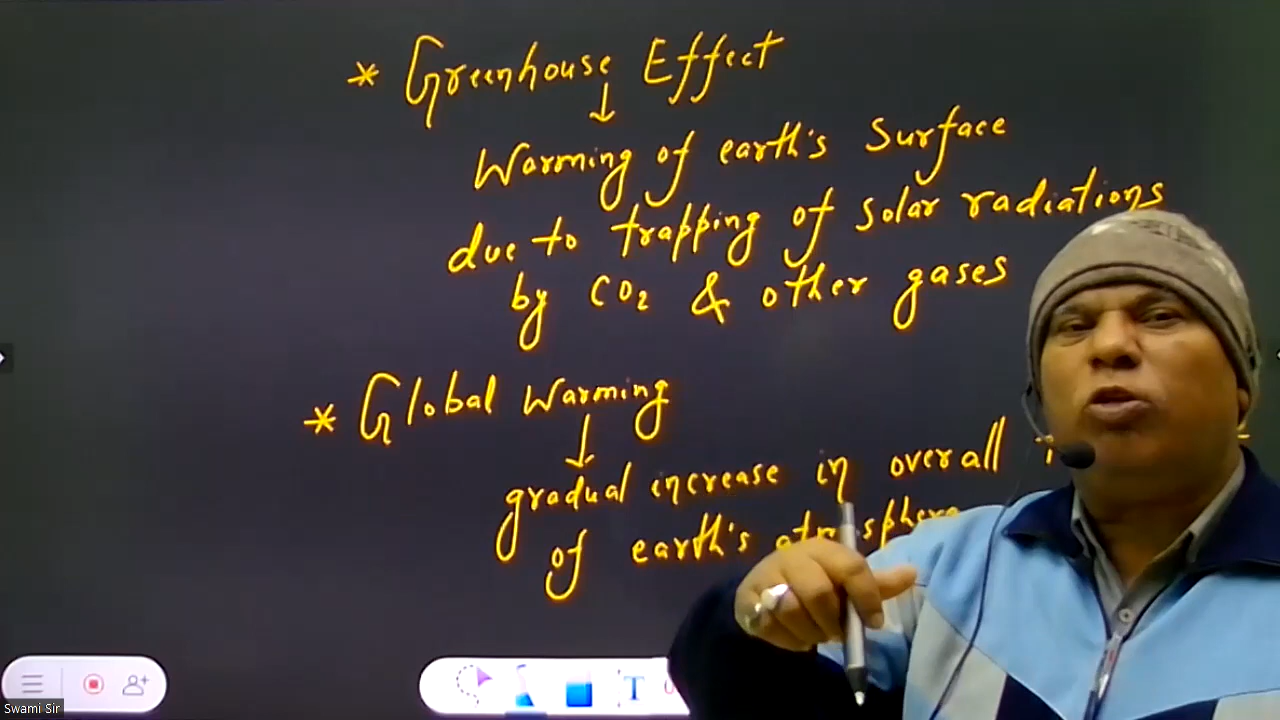 * Greenhouse Effect
↓
Warming of earth's Surface
due to trapping of solar radiations
by CO₂ & other gases
* Global Warming
↓
gradual increase in overall
of earth's atmosphere
T
Swami Sir